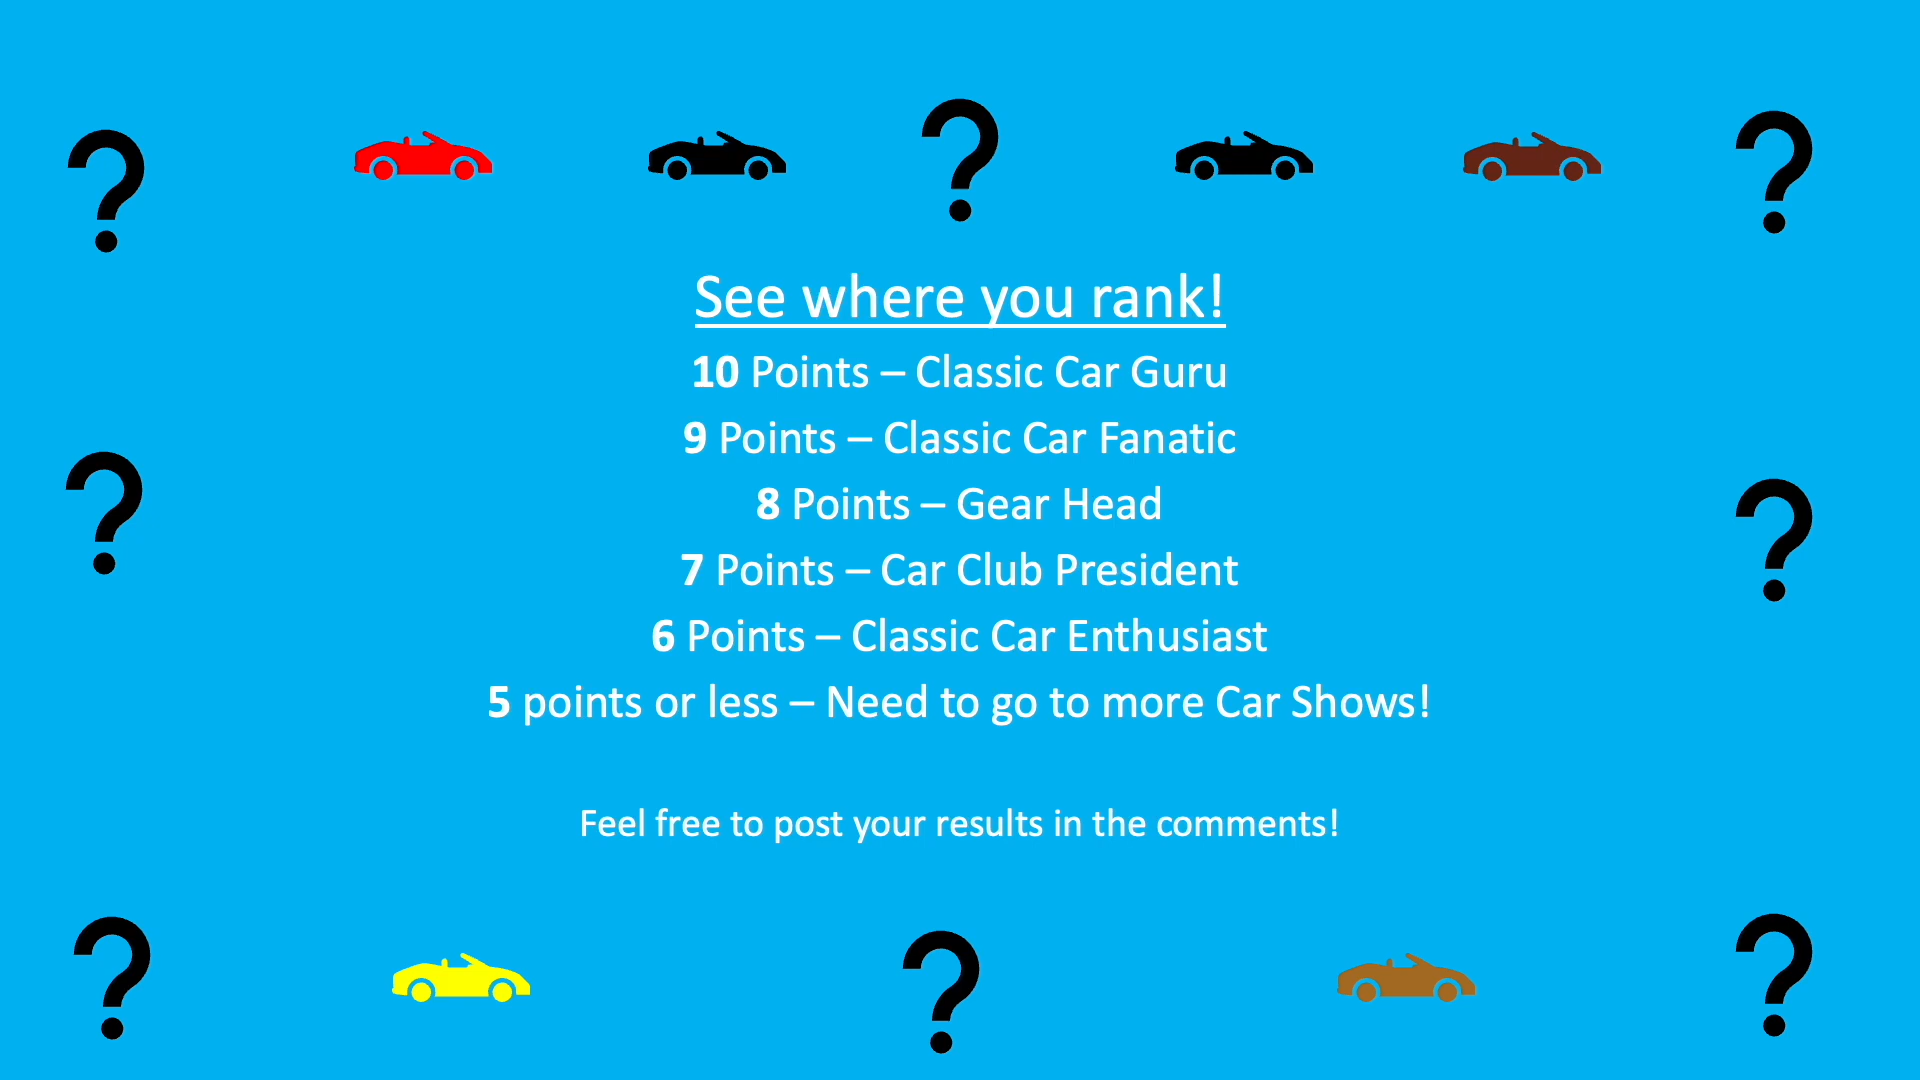 See where you rank!
10 Points – Classic Car Guru
9 Points – Classic Car Fanatic
8 Points – Gear Head
7 Points – Car Club President
6 Points – Classic Car Enthusiast
5 points or less – Need to go to more Car Shows!
Feel free to post your results in the comments!